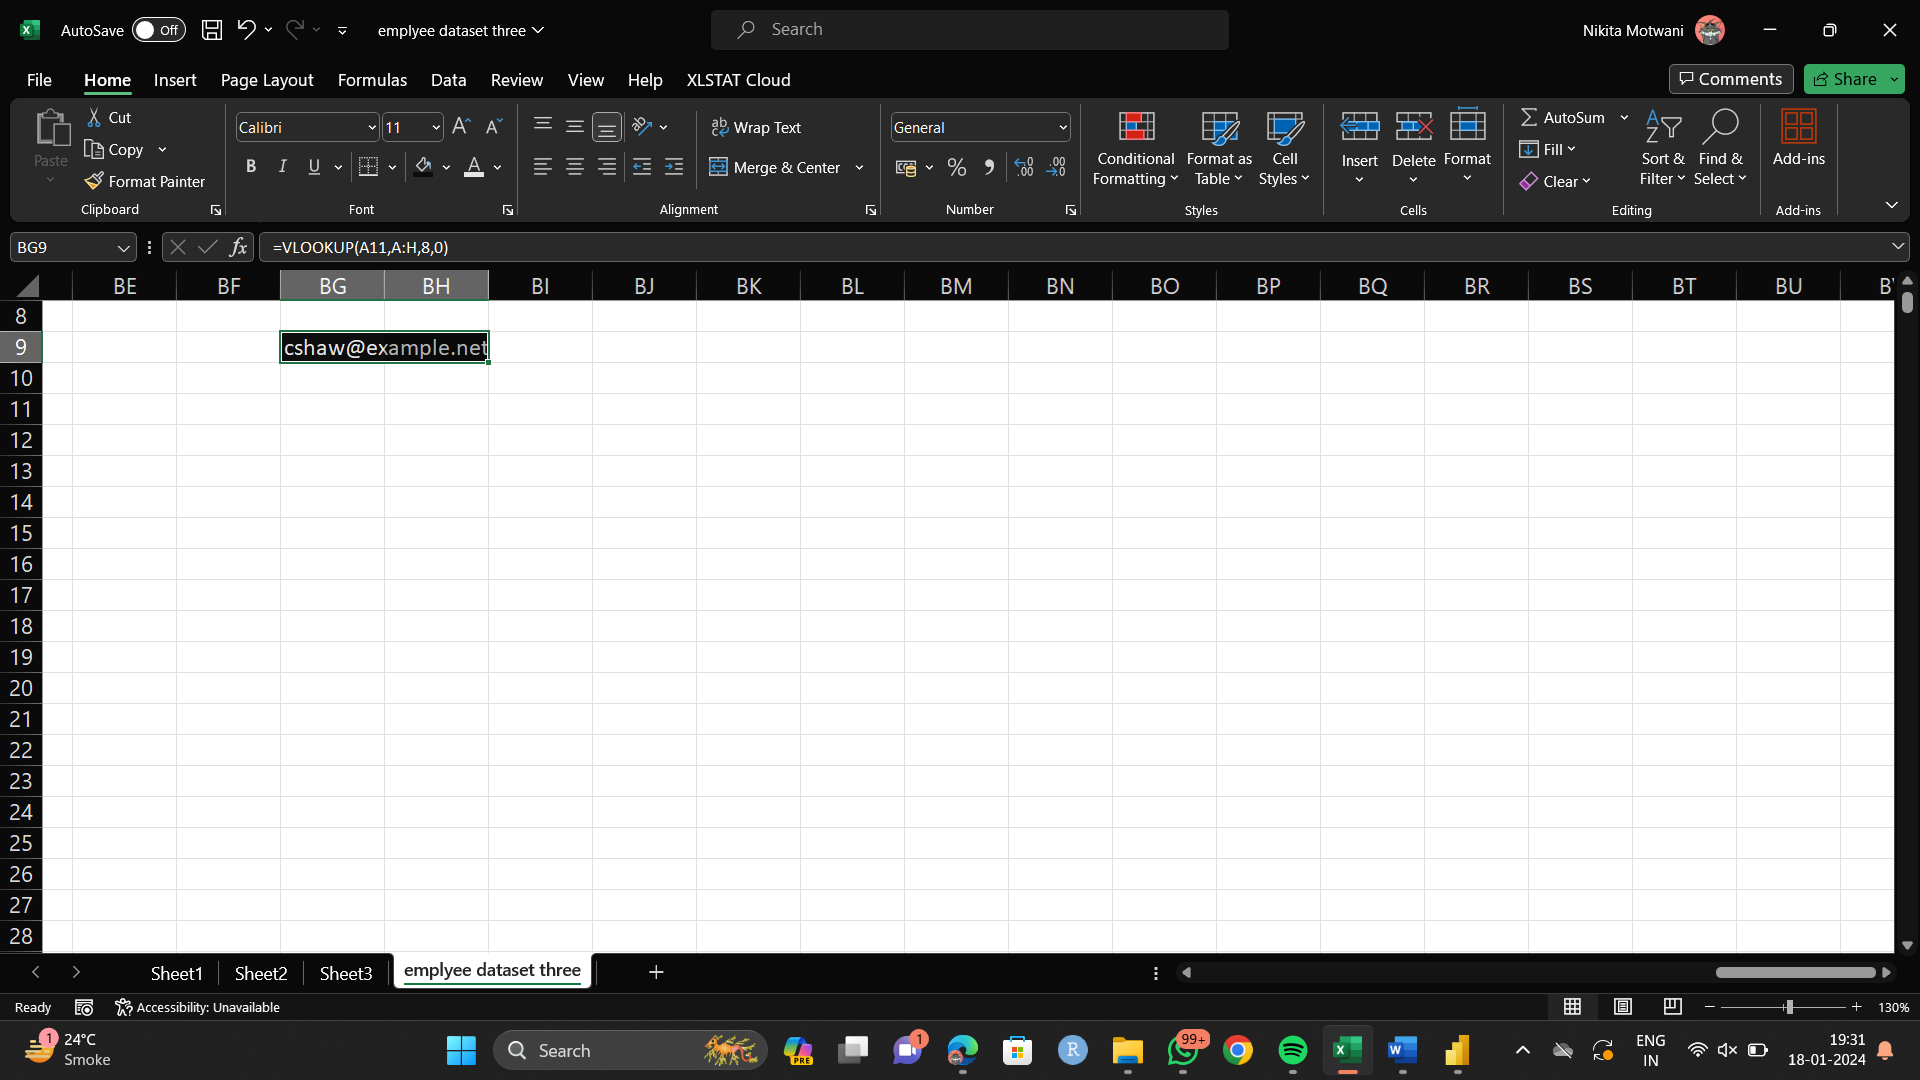 AutoSave Off emplyee dataset three Search Nikita Motwani
File Home Insert Page Layout Formulas Data Review View Help XLSTAT Cloud Comments Share
Paste
Cut
Copy
Format Painter
Clipboard
Calibri 11
B I U A
Font
Wrap Text
Merge & Center
Alignment
General
% , .00
Number
Conditional Formatting
Format as Table
Cell Styles
Styles
Insert Delete Format
Cells
AutoSum
Fill
Clear
Sort & Filter
Find & Select
Editing
Add-ins
Add-ins
BG9 fx =VLOOKUP(A11,A:H,8,0)
BE BF BG BH BI BJ BK BL BM BN BO BP BQ BR BS BT BU
8
9 cshaw@example.net
10
11
12
13
14
15
16
17
18
19
20
21
22
23
24
25
26
27
28
Sheet1 Sheet2 Sheet3 emplyee dataset three
Ready Accessibility: Unavailable 130%
1 24°C
Smoke
Search PRE 1 R 99+
ENG
IN
19:31
18-01-2024